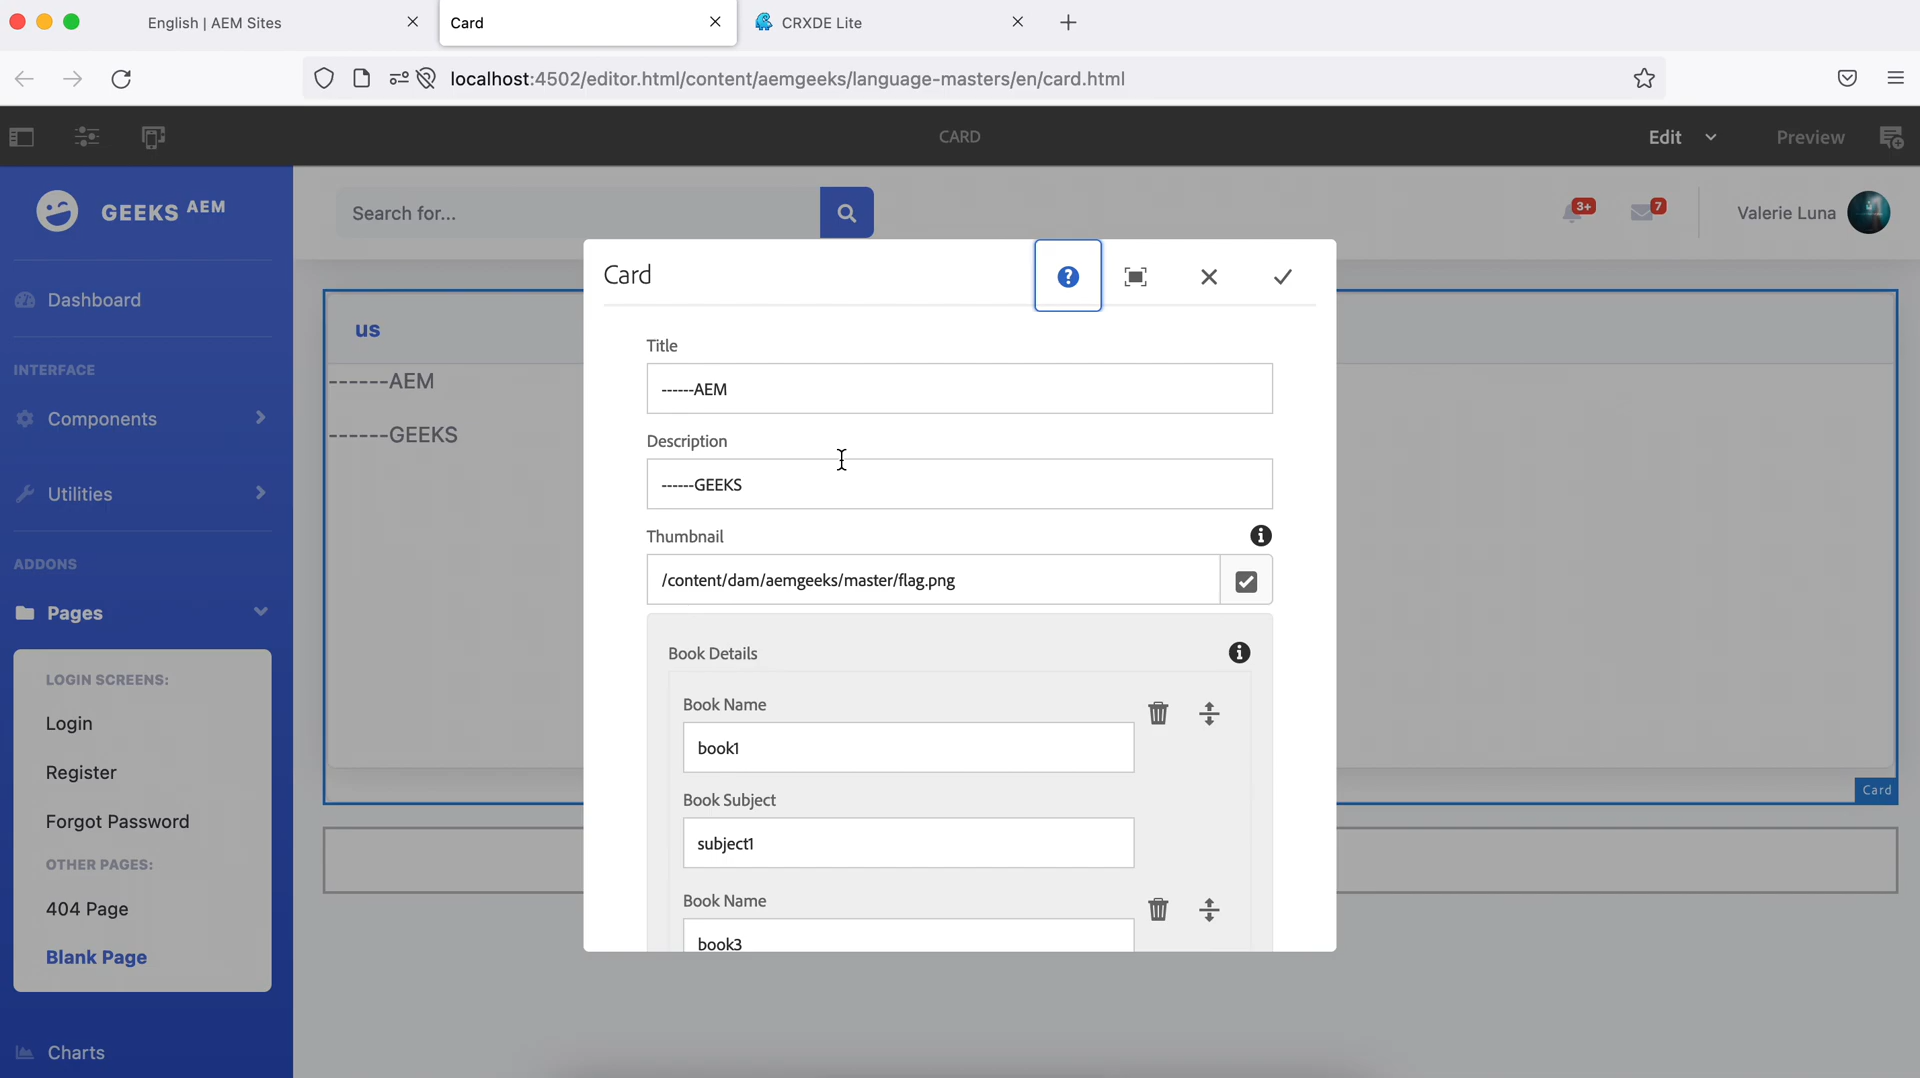 English | AEM Sites
Card
CRXDE Lite
localhost:4502/editor.html/content/aemgeeks/language-masters/en/card.html
CARD
Edit
Preview
GEEKS AEM
Search for...
3+
7
Valerie Luna
Dashboard
INTERFACE
Components
Utilities
ADDONS
Pages
LOGIN SCREENS:
Login
Register
Forgot Password
OTHER PAGES:
404 Page
Blank Page
Charts
us
------AEM
------GEEKS
Card
Card
Title
------AEM
Description
------GEEKS
Thumbnail
/content/dam/aemgeeks/master/flag.png
Book Details
Book Name
book1
Book Subject
subject1
Book Name
book3